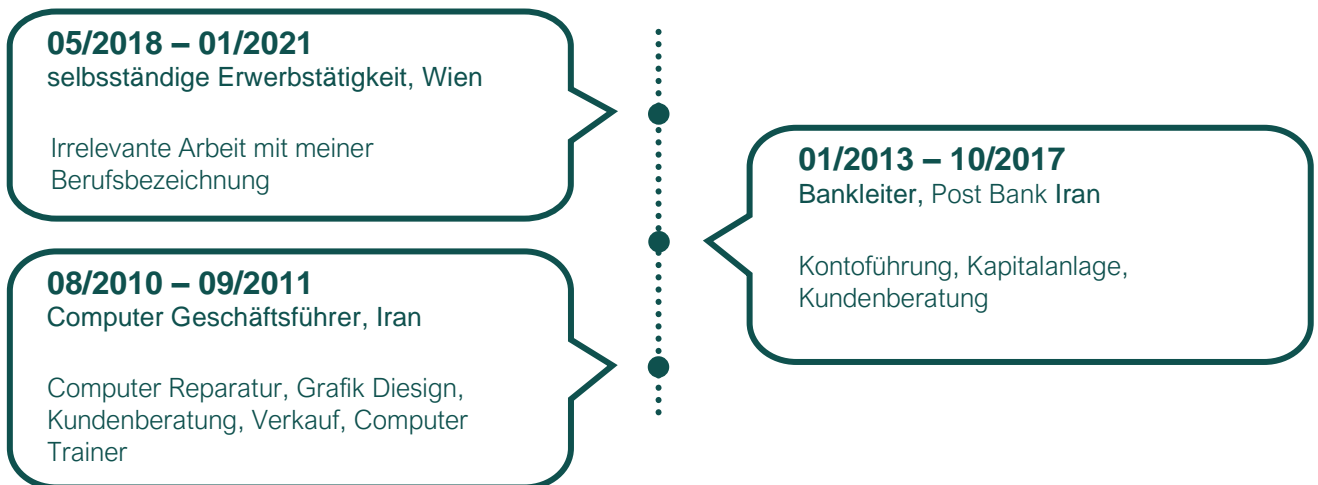 05/2018 – 01/2021
selbsständige Erwerbstätigkeit, Wien
Irrelevante Arbeit mit meiner
Berufsbezeichnung
01/2013 – 10/2017
Bankleiter, Post Bank Iran
Kontoführung, Kapitalanlage,
Kundenberatung
08/2010 – 09/2011
Computer Geschäftsführer, Iran
Computer Reparatur, Grafik Diesign,
Kundenberatung, Verkauf, Computer
Trainer